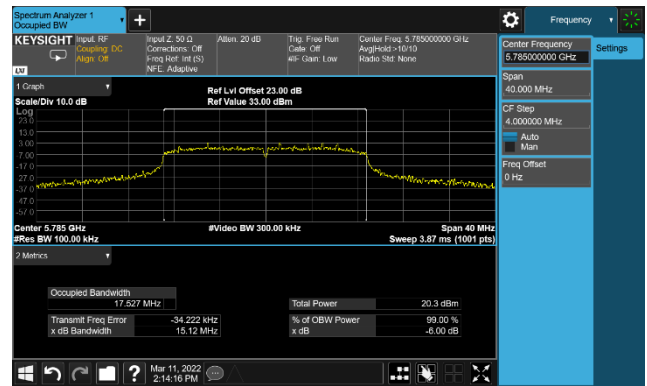 Spectrum Analyzer 1
Occupied BW
Frequency
KEYSIGHT
Input: RF
Coupling: DC
Align: Off
Input Z: 50 Ω
Corrections: Off
Freq Ref: Int (S)
NFE: Adaptive
Atten: 20 dB
Trig: Free Run
Gate: Off
#IF Gain: Low
Center Freq: 5.785000000 GHz
Avg|Hold:>10/10
Radio Std: None
LXI
Center Frequency
5.785000000 GHz
Settings
Span
40.000 MHz
CF Step
4.000000 MHz
Auto
Man
Freq Offset
0 Hz
1 Graph
Scale/Div 10.0 dB
Ref Lvl Offset 23.00 dB
Ref Value 33.00 dBm
Log
23.0
13.0
3.00
-7.00
-17.0
-27.0
-37.0
-47.0
-57.0
Center 5.785 GHz
#Res BW 100.00 kHz
#Video BW 300.00 kHz
Span 40 MHz
Sweep 3.87 ms (1001 pts)
2 Metrics
Occupied Bandwidth
17.527 MHz
Total Power 20.3 dBm
Transmit Freq Error -34.222 kHz
% of OBW Power 99.00 %
x dB Bandwidth 15.12 MHz
x dB -6.00 dB
?
Mar 11, 2022
2:14:16 PM